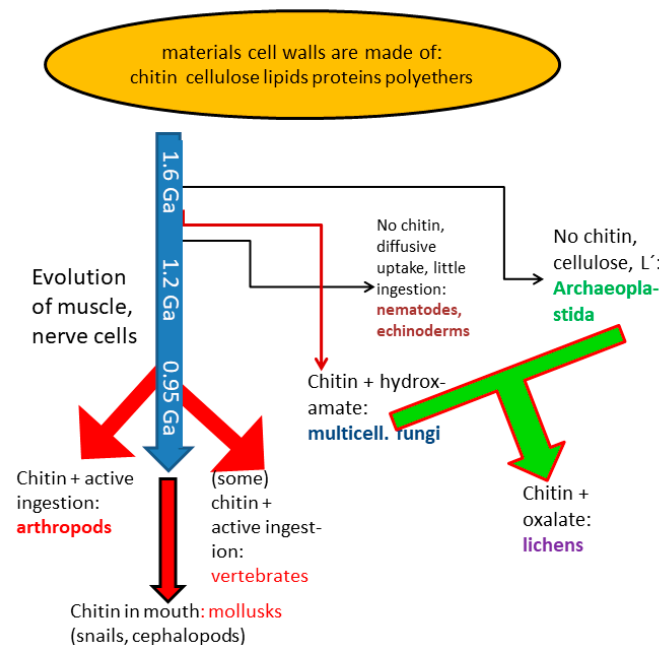 materials cell walls are made of:
chitin cellulose lipids proteins polyethers
1.6 Ga
1.2 Ga
0.95 Ga
Evolution
of muscle,
nerve cells
No chitin,
diffusive
uptake, little
ingestion:
nematodes,
echinoderms
No chitin,
cellulose, L´:
Archaeopla-
stida
Chitin + hydrox-
amate:
multicell. fungi
Chitin + active
ingestion:
arthropods
(some)
chitin +
active ingest-
ion:
vertebrates
Chitin +
oxalate:
lichens
Chitin in mouth: mollusks
(snails, cephalopods)